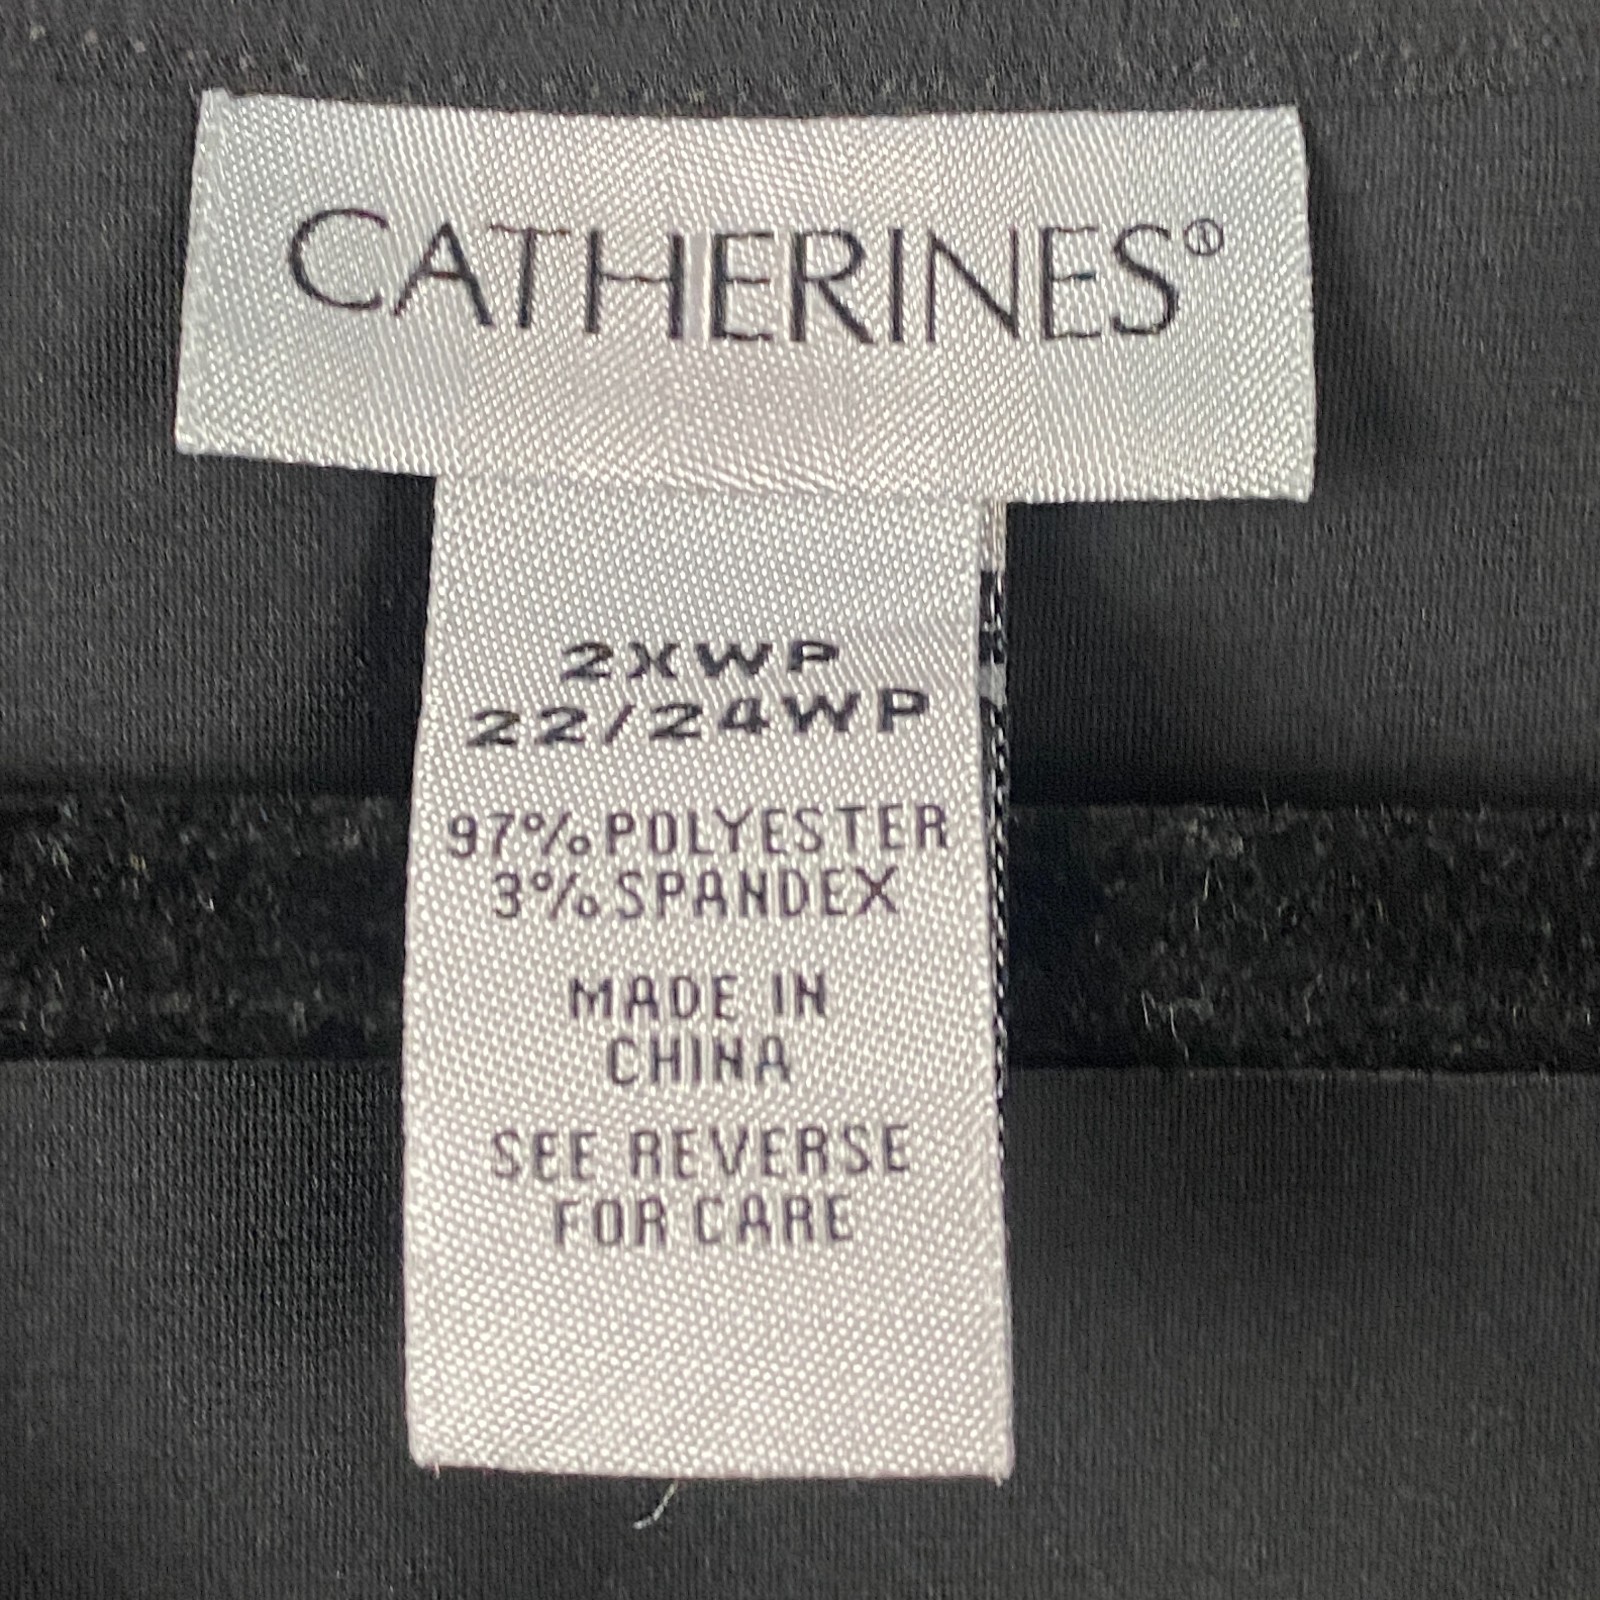 CATHERINES®
2XWP
22/24WP
97% POLYESTER
3% SPANDEX
MADE IN
CHINA
SEE REVERSE
FOR CARE